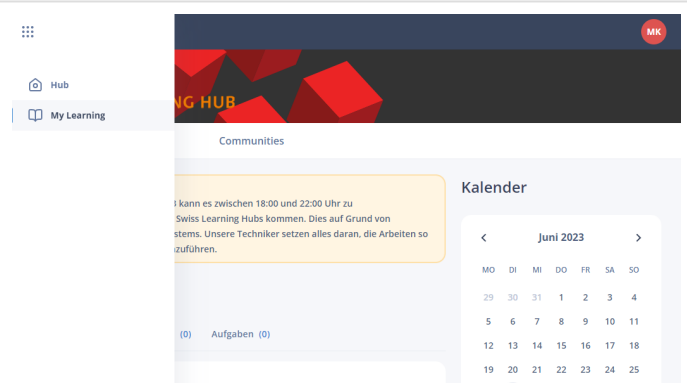 MK
Hub
My Learning
NG HUB
Communities
kann es zwischen 18:00 und 22:00 Uhr zu
Swiss Learning Hubs kommen. Dies auf Grund von
stems. Unsere Techniker setzen alles daran, die Arbeiten so
zuführen.
(0) Aufgaben (0)
Kalender
Juni 2023
MO DI MI DO FR SA SO
29 30 31 1 2 3 4
5 6 7 8 9 10 11
12 13 14 15 16 17 18
19 20 21 22 23 24 25